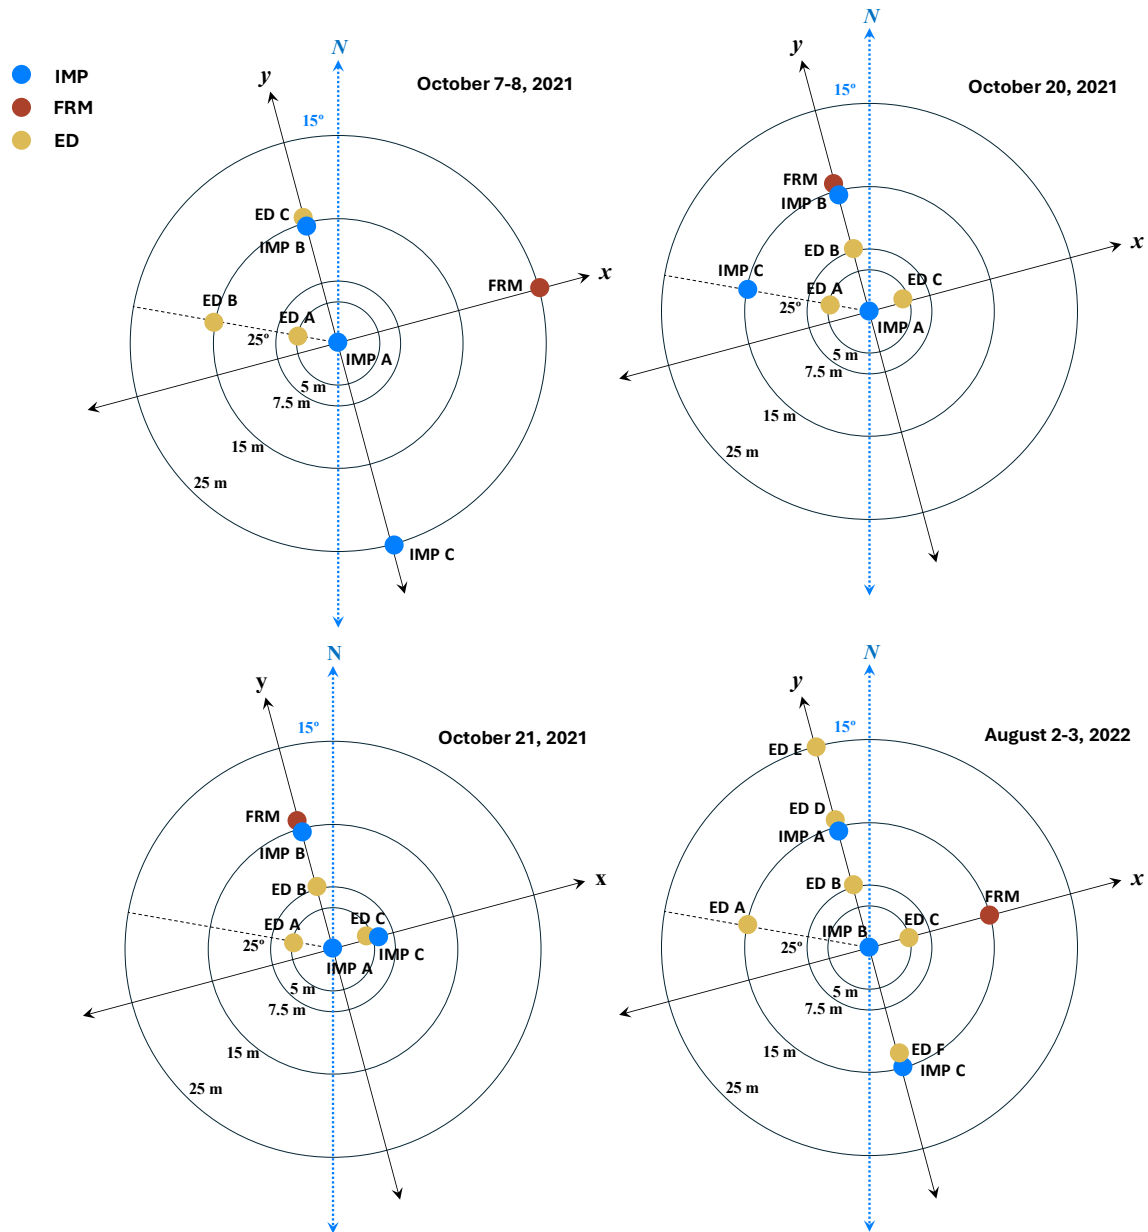 IMP
FRM
ED
N
y
October 7-8, 2021
15º
ED C
IMP B
x
FRM
ED B
ED A
25º
IMP A
5 m
7.5 m
15 m
25 m
IMP C
N
y
October 20, 2021
15º
FRM
IMP B
x
ED B
IMP C
ED A
ED C
25º
IMP A
5 m
7.5 m
15 m
25 m
N
y
15º
October 21, 2021
FRM
IMP B
x
ED B
ED A
ED C
25º
IMP C
IMP A
5 m
7.5 m
15 m
25 m
N
y
15º
August 2-3, 2022
ED E
ED D
IMP A
x
ED B
FRM
ED A
ED C
IMP B
25º
5 m
7.5 m
15 m
ED F
IMP C
25 m